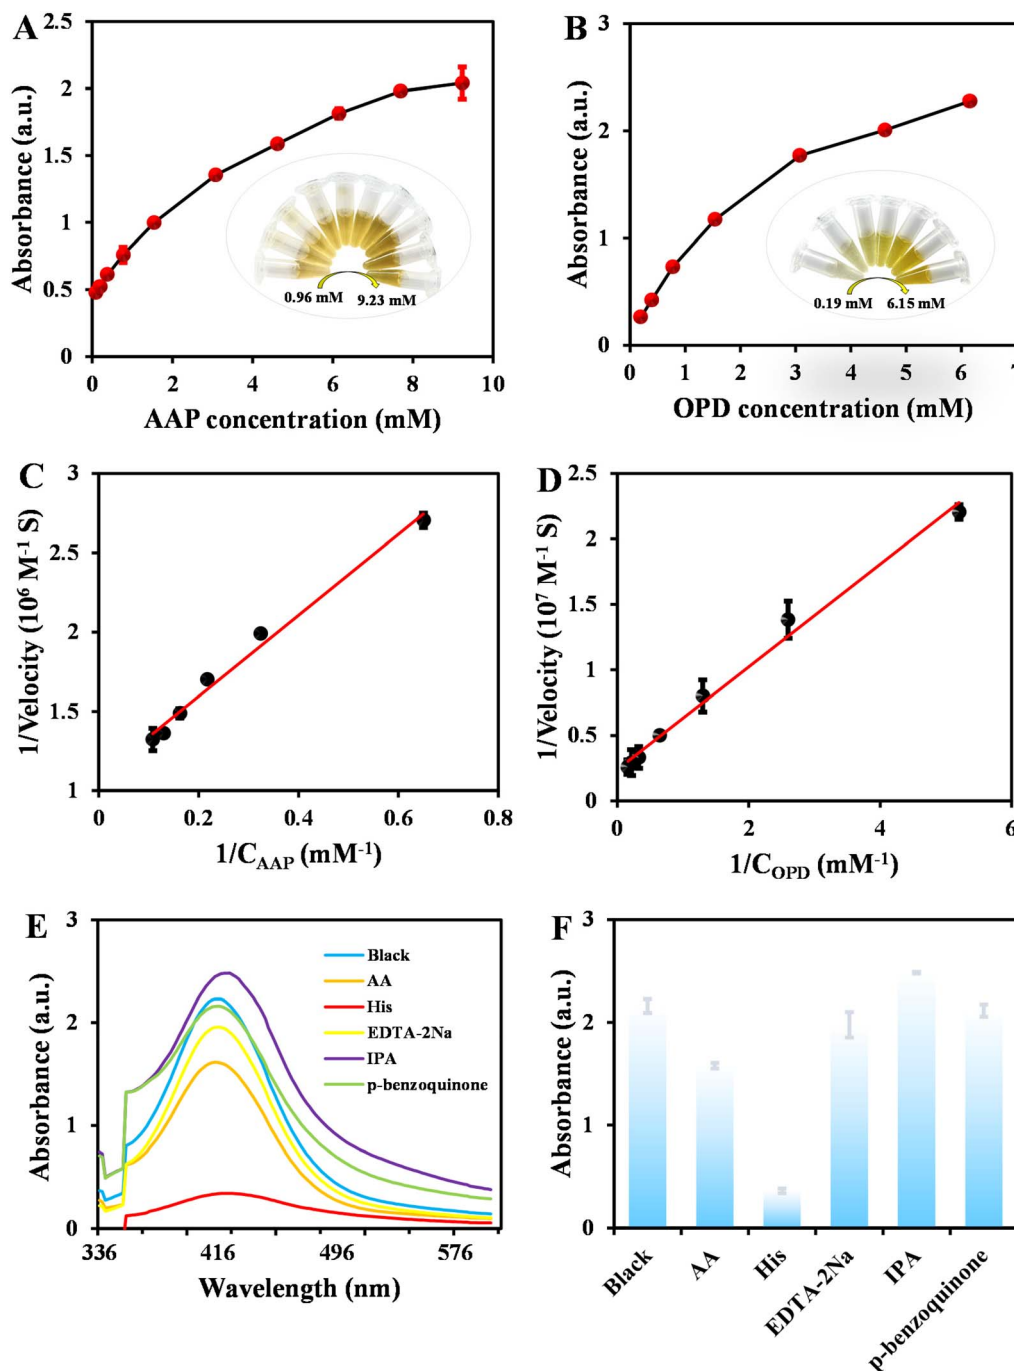 A
Absorbance (a.u.)
2.5
2
1.5
1
0.5
0
0.96 mM
9.23 mM
0 2 4 6 8 10
AAP concentration (mM)
B
Absorbance (a.u.)
3
2
1
0
0.19 mM
6.15 mM
0 1 2 3 4 5 6 7
OPD concentration (mM)
C
1/Velocity (10⁶ M⁻¹ S)
3
2.5
2
1.5
1
0 0.2 0.4 0.6 0.8
1/C_AAP (mM⁻¹)
D
1/Velocity (10⁷ M⁻¹ S)
2.5
2
1.5
1
0.5
0
0 2 4 6
1/C_OPD (mM⁻¹)
E
Absorbance (a.u.)
3
2
1
0
Black
AA
His
EDTA-2Na
IPA
p-benzoquinone
336 416 496 576
Wavelength (nm)
F
Absorbance (a.u.)
3
2
1
0
Black
AA
His
EDTA-2Na
IPA
p-benzoquinone